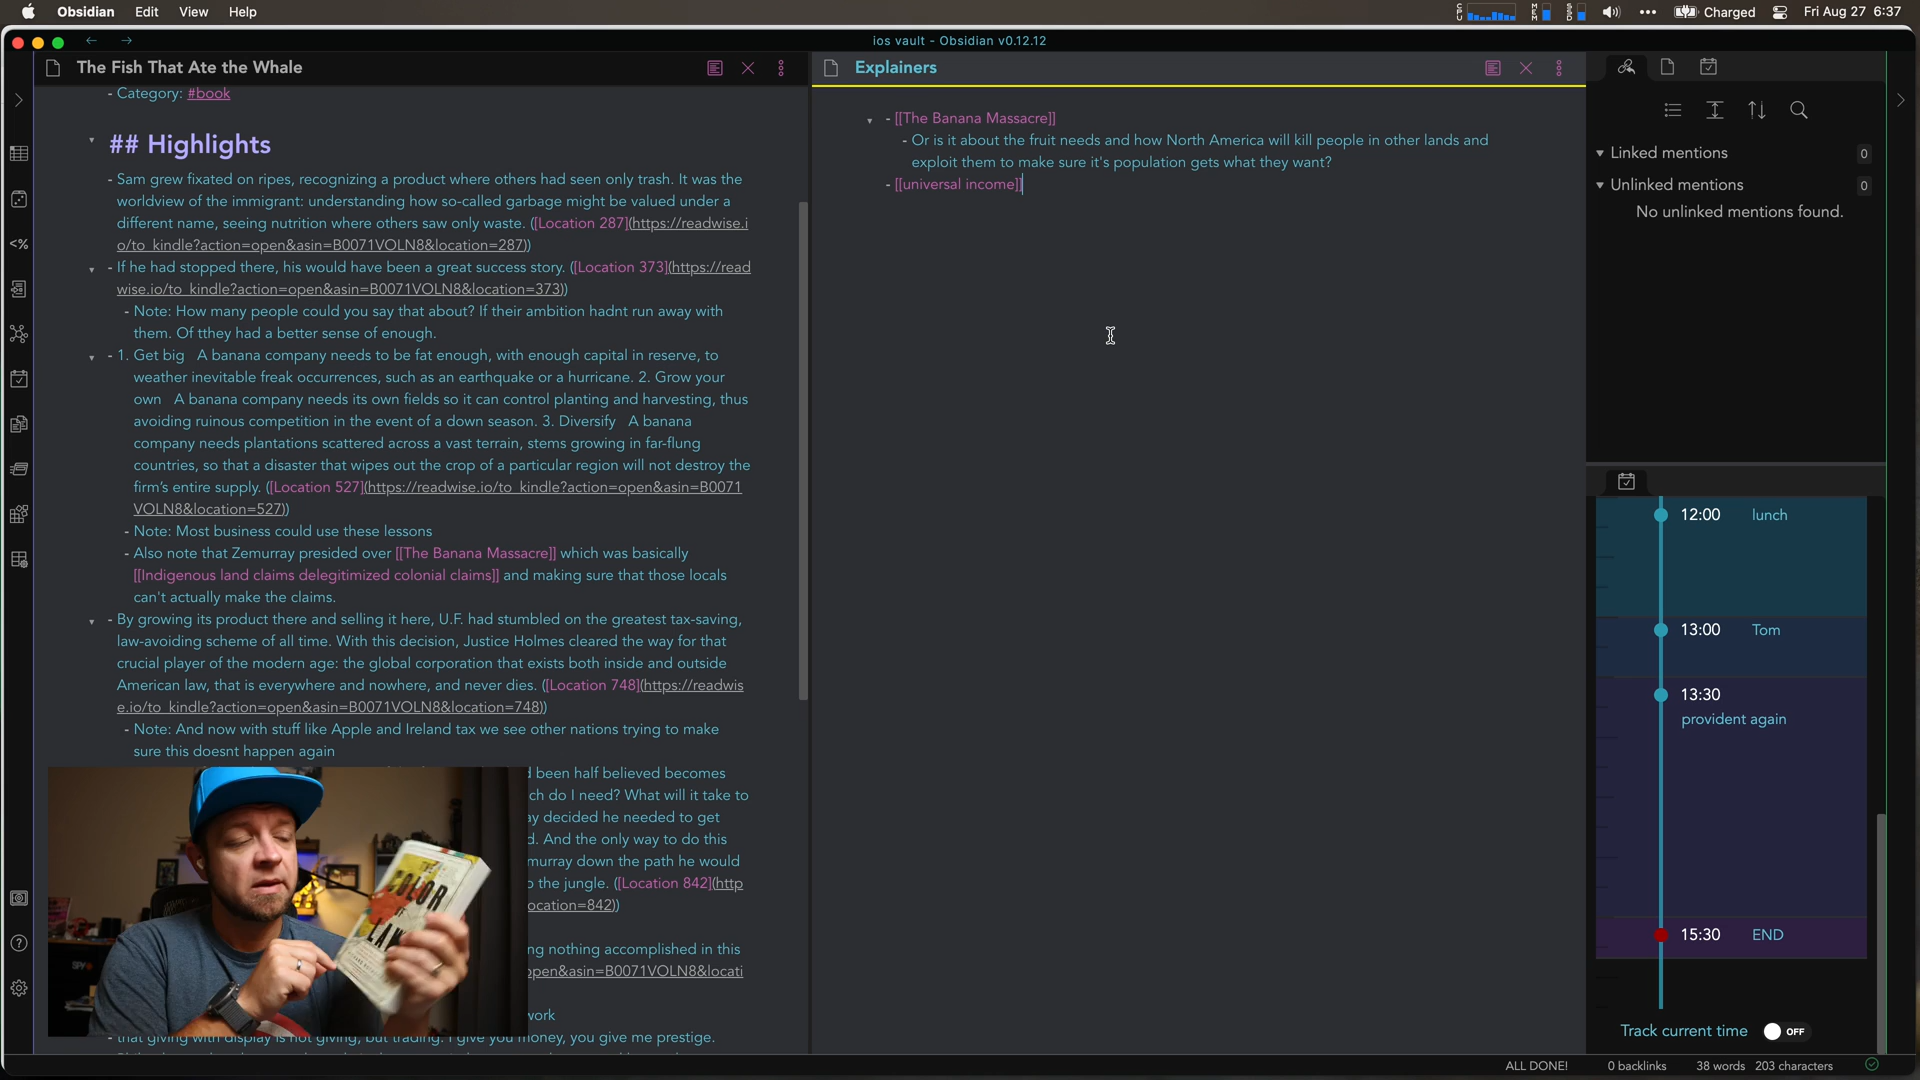 Obsidian Edit View Help
Charged Fri Aug 27 6:37
ios vault - Obsidian v0.12.12
The Fish That Ate the Whale
- Category: #book
## Highlights
- Sam grew fixated on ripes, recognizing a product where others had seen only trash. It was the
worldview of the immigrant: understanding how so-called garbage might be valued under a
different name, seeing nutrition where others saw only waste. ([Location 287](https://readwise.i
o/to_kindle?action=open&asin=B0071VOLN8&location=287))
- If he had stopped there, his would have been a great success story. ([Location 373](https://read
wise.io/to_kindle?action=open&asin=B0071VOLN8&location=373))
- Note: How many people could you say that about? If their ambition hadnt run away with
them. Of tthey had a better sense of enough.
- 1. Get big A banana company needs to be fat enough, with enough capital in reserve, to
weather inevitable freak occurrences, such as an earthquake or a hurricane. 2. Grow your
own A banana company needs its own fields so it can control planting and harvesting, thus
avoiding ruinous competition in the event of a down season. 3. Diversify A banana
company needs plantations scattered across a vast terrain, stems growing in far-flung
countries, so that a disaster that wipes out the crop of a particular region will not destroy the
firm's entire supply. ([Location 527](https://readwise.io/to_kindle?action=open&asin=B0071
VOLN8&location=527))
- Note: Most business could use these lessons
- Also note that Zemurray presided over [[The Banana Massacre]] which was basically
[[Indigenous land claims delegitimized colonial claims]] and making sure that those locals
can't actually make the claims.
- By growing its product there and selling it here, U.F. had stumbled on the greatest tax-saving,
law-avoiding scheme of all time. With this decision, Justice Holmes cleared the way for that
crucial player of the modern age: the global corporation that exists both inside and outside
American law, that is everywhere and nowhere, and never dies. ([Location 748](https://readwis
e.io/to_kindle?action=open&asin=B0071VOLN8&location=748))
- Note: And now with stuff like Apple and Ireland tax we see other nations trying to make
sure this doesnt happen again
been half believed becomes
ch do I need? What will it take to
ay decided he needed to get
d. And the only way to do this
murray down the path he would
the jungle. ([Location 842](http
ocation=842))
ng nothing accomplished in this
open&asin=B0071VOLN8&locati
work
- that giving with display is not giving, but trading. I give you money, you give me prestige.
COLOR
OF
Explainers
- [[The Banana Massacre]]
- Or is it about the fruit needs and how North America will kill people in other lands and
exploit them to make sure it's population gets what they want?
- [[universal income]]
Linked mentions 0
Unlinked mentions 0
No unlinked mentions found.
12:00 lunch
13:00 Tom
13:30
provident again
15:30 END
Track current time OFF
ALL DONE! 0 backlinks 38 words 203 characters